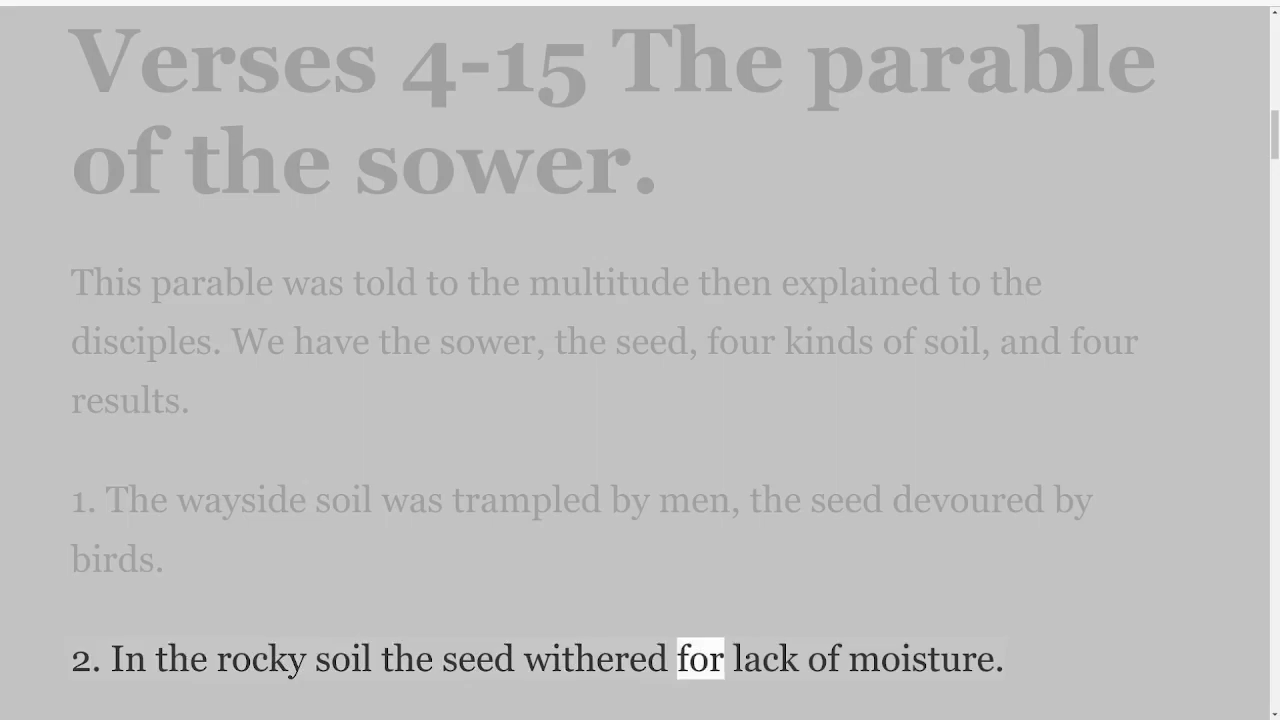 Verses 4-15 The parable
of the sower.
This parable was told to the multitude then explained to the
disciples. We have the sower, the seed, four kinds of soil, and four
results.
1. The wayside soil was trampled by men, the seed devoured by
birds.
2. In the rocky soil the seed withered for lack of moisture.